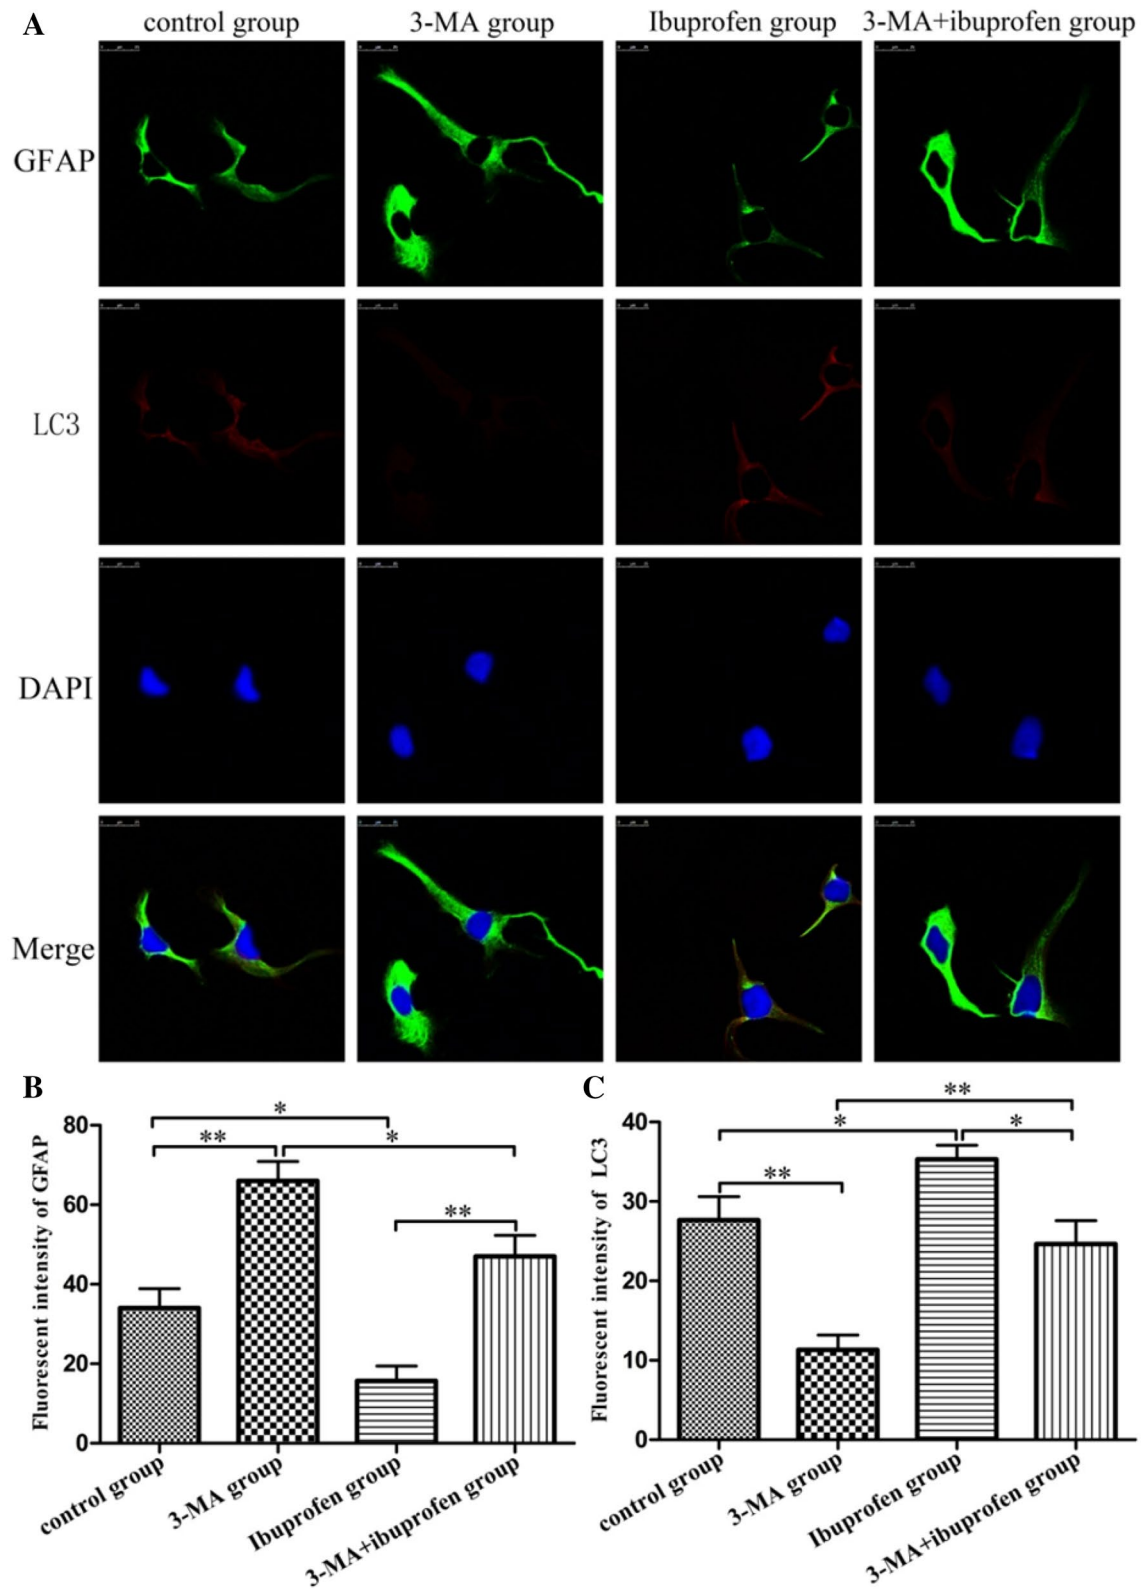 A
control group
3-MA group
Ibuprofen group
3-MA+ibuprofen group
GFAP
LC3
DAPI
Merge
B
Fluorescent intensity of GFAP
80
60
40
20
0
*
**
*
**
control group
3-MA group
Ibuprofen group
3-MA+ibuprofen group
C
Fluorescent intensity of LC3
40
30
20
10
0
**
*
*
**
control group
3-MA group
Ibuprofen group
3-MA+ibuprofen group